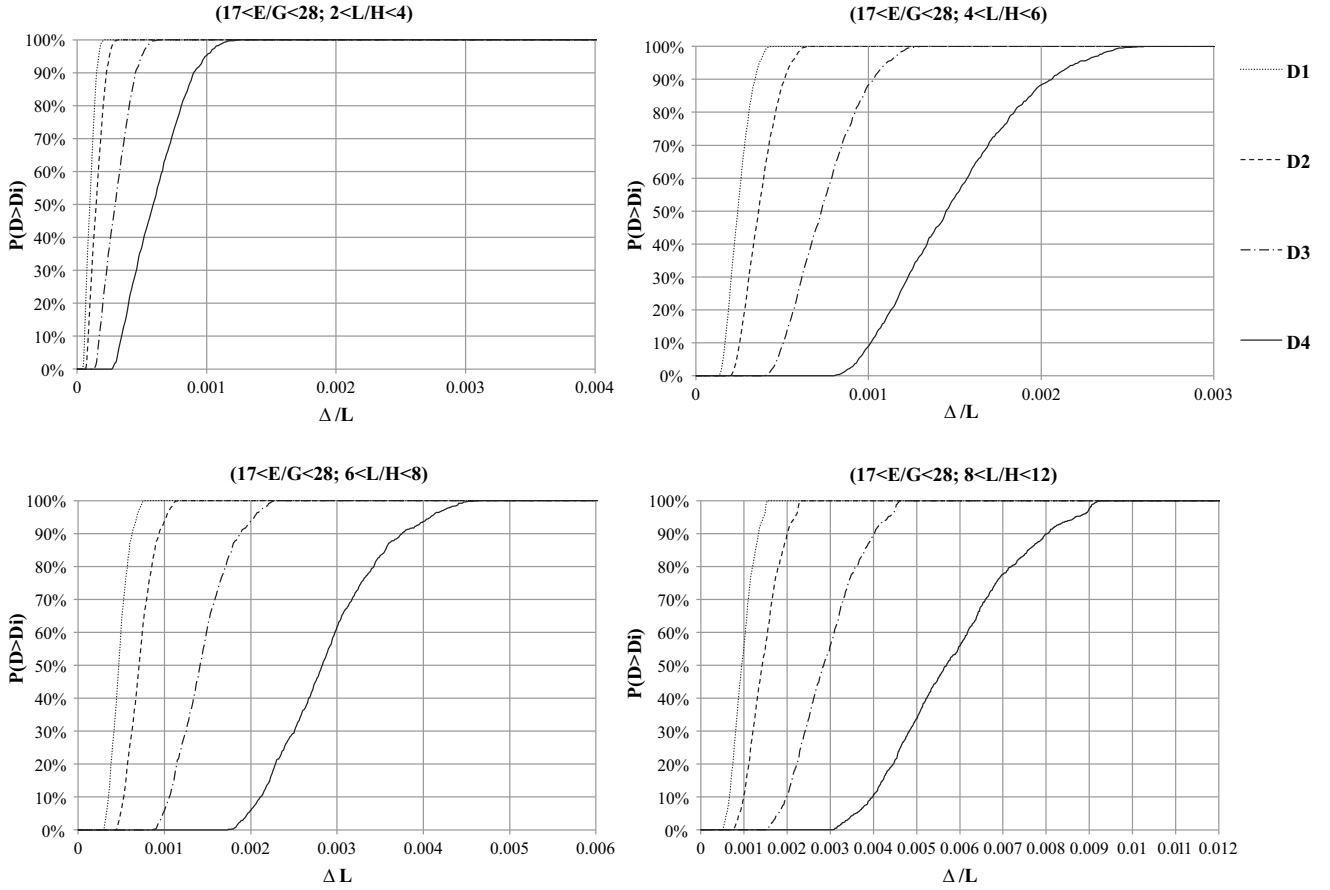 (17<E/G<28; 2<L/H<4)
100%
90%
80%
70%
60%
50%
40%
30%
20%
10%
0%
P(D>Di)
0 0.001 0.002 0.003 0.004
Δ /L
(17<E/G<28; 4<L/H<6)
100%
90%
80%
70%
60%
50%
40%
30%
20%
10%
0%
P(D>Di)
0 0.001 0.002 0.003
Δ/L
D1
D2
D3
D4
(17<E/G<28; 6<L/H<8)
100%
90%
80%
70%
60%
50%
40%
30%
20%
10%
0%
P(D>Di)
0 0.001 0.002 0.003 0.004 0.005 0.006
Δ L
(17<E/G<28; 8<L/H<12)
100%
90%
80%
70%
60%
50%
40%
30%
20%
10%
0%
P(D>Di)
0 0.001 0.002 0.003 0.004 0.005 0.006 0.007 0.008 0.009 0.01 0.011 0.012
Δ/L